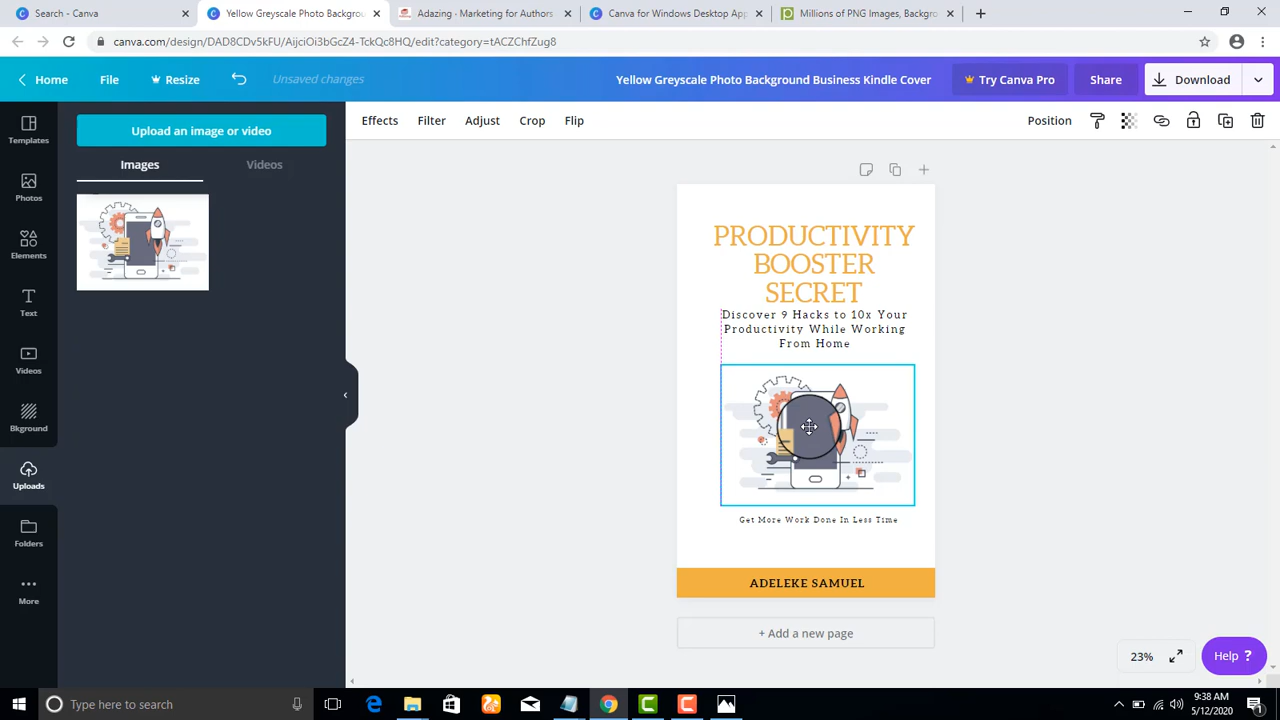 Search - Canva
Yellow Greyscale Photo Backgrou
Adazing - Marketing for Authors
Canva for Windows Desktop App
Millions of PNG Images, Backgro
canva.com/design/DAD8CDv5kFU/AijciOi3bGcZ4-TckQc8HQ/edit?category=tACZChfZug8
Home File Resize Unsaved changes Yellow Greyscale Photo Background Business Kindle Cover Try Canva Pro Share Download
Effects Filter Adjust Crop Flip Position
Upload an image or video
Images Videos
Templates
Photos
Elements
Text
Videos
Bkground
Uploads
Folders
More
PRODUCTIVITY
BOOSTER
SECRET
Discover 9 Hacks to 10x Your
Productivity While Working
From Home
Get More Work Done In Less Time
ADELEKE SAMUEL
+ Add a new page
23% Help ?
Type here to search
9:38 AM
5/12/2020